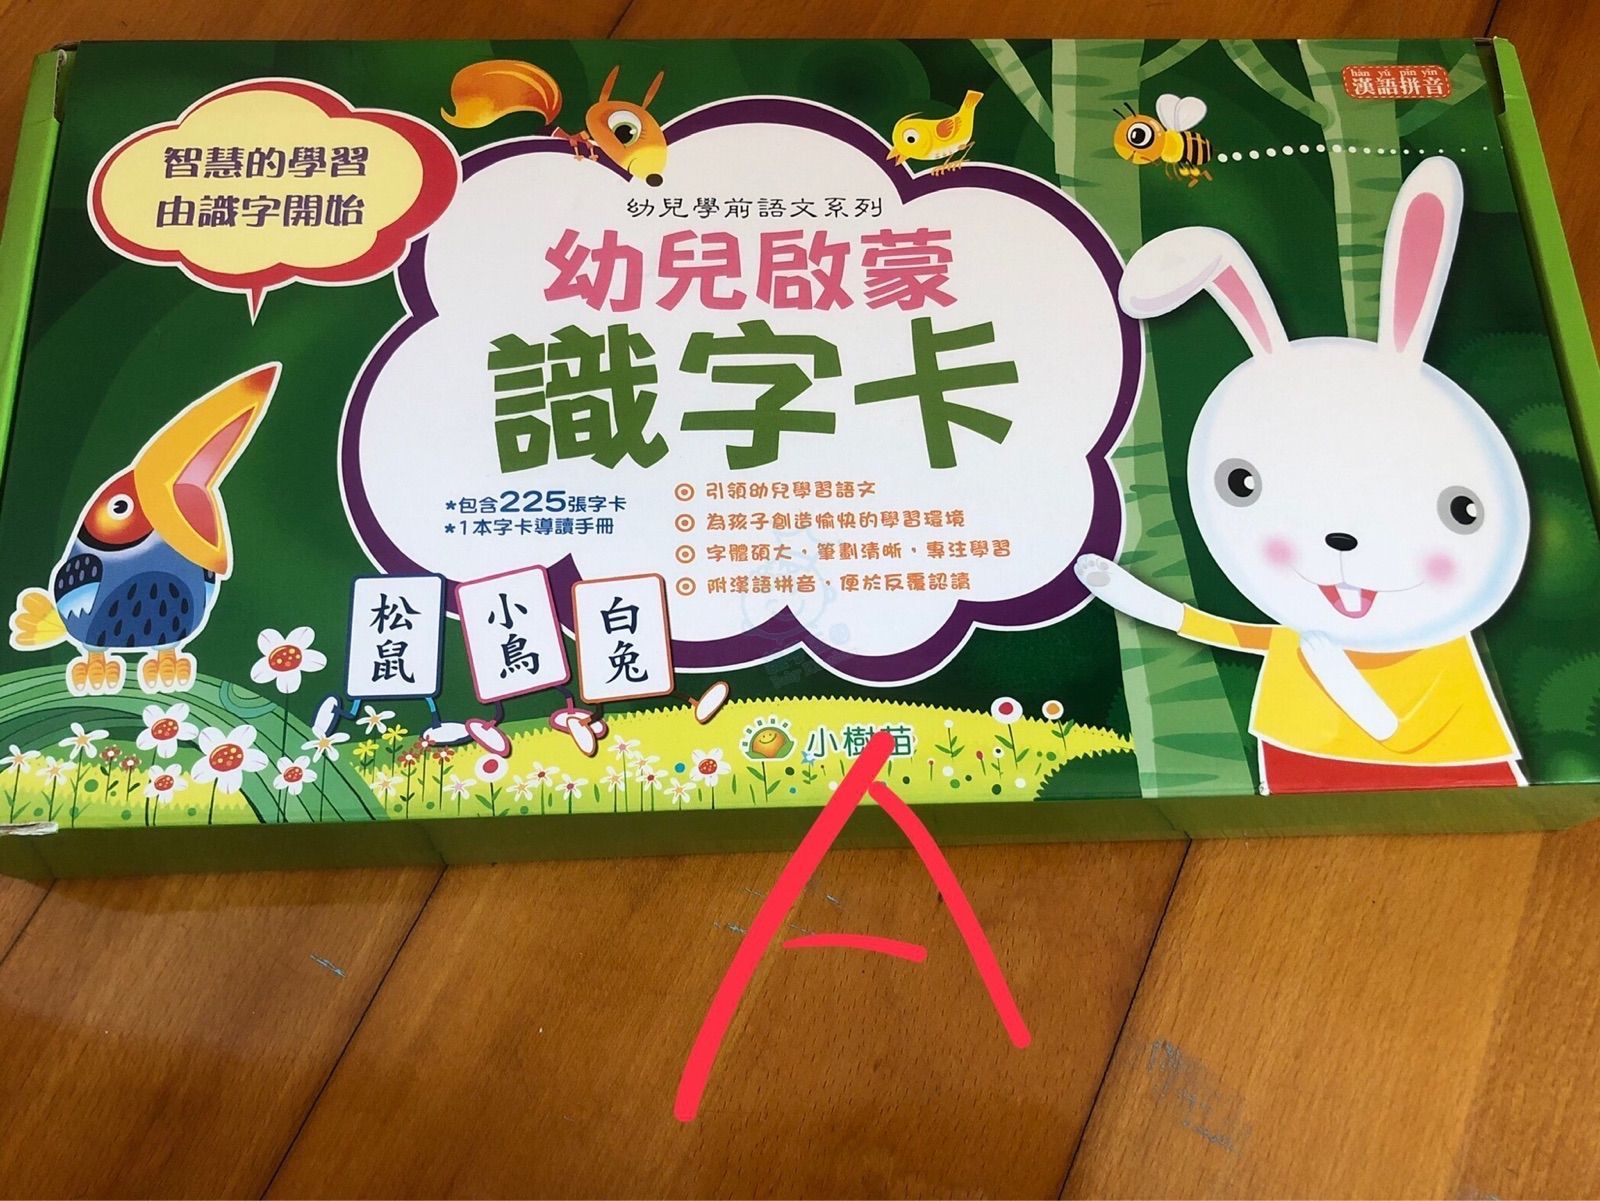 hàn yǔ pīn yīn
漢語拼音
智慧的學習
由識字開始
幼兒學前語文系列
幼兒啟蒙
識字卡
*包含225張字卡
*1本字卡導讀手冊
引領幼兒學習語文
為孩子創造愉快的學習環境
字體碩大，筆劃清晰，專注學習
附漢語拼音，便於反覆認讀
松鼠
小鳥
白兔
小樹苗
A